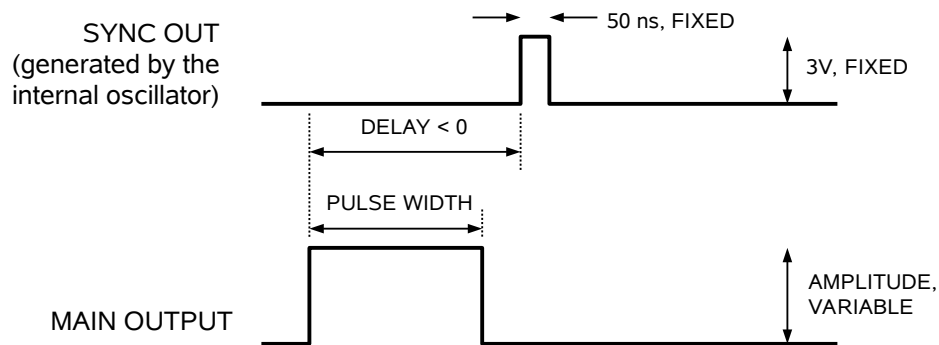 SYNC OUT
(generated by the
internal oscillator)
50 ns, FIXED
3V, FIXED
DELAY < 0
PULSE WIDTH
MAIN OUTPUT
AMPLITUDE,
VARIABLE